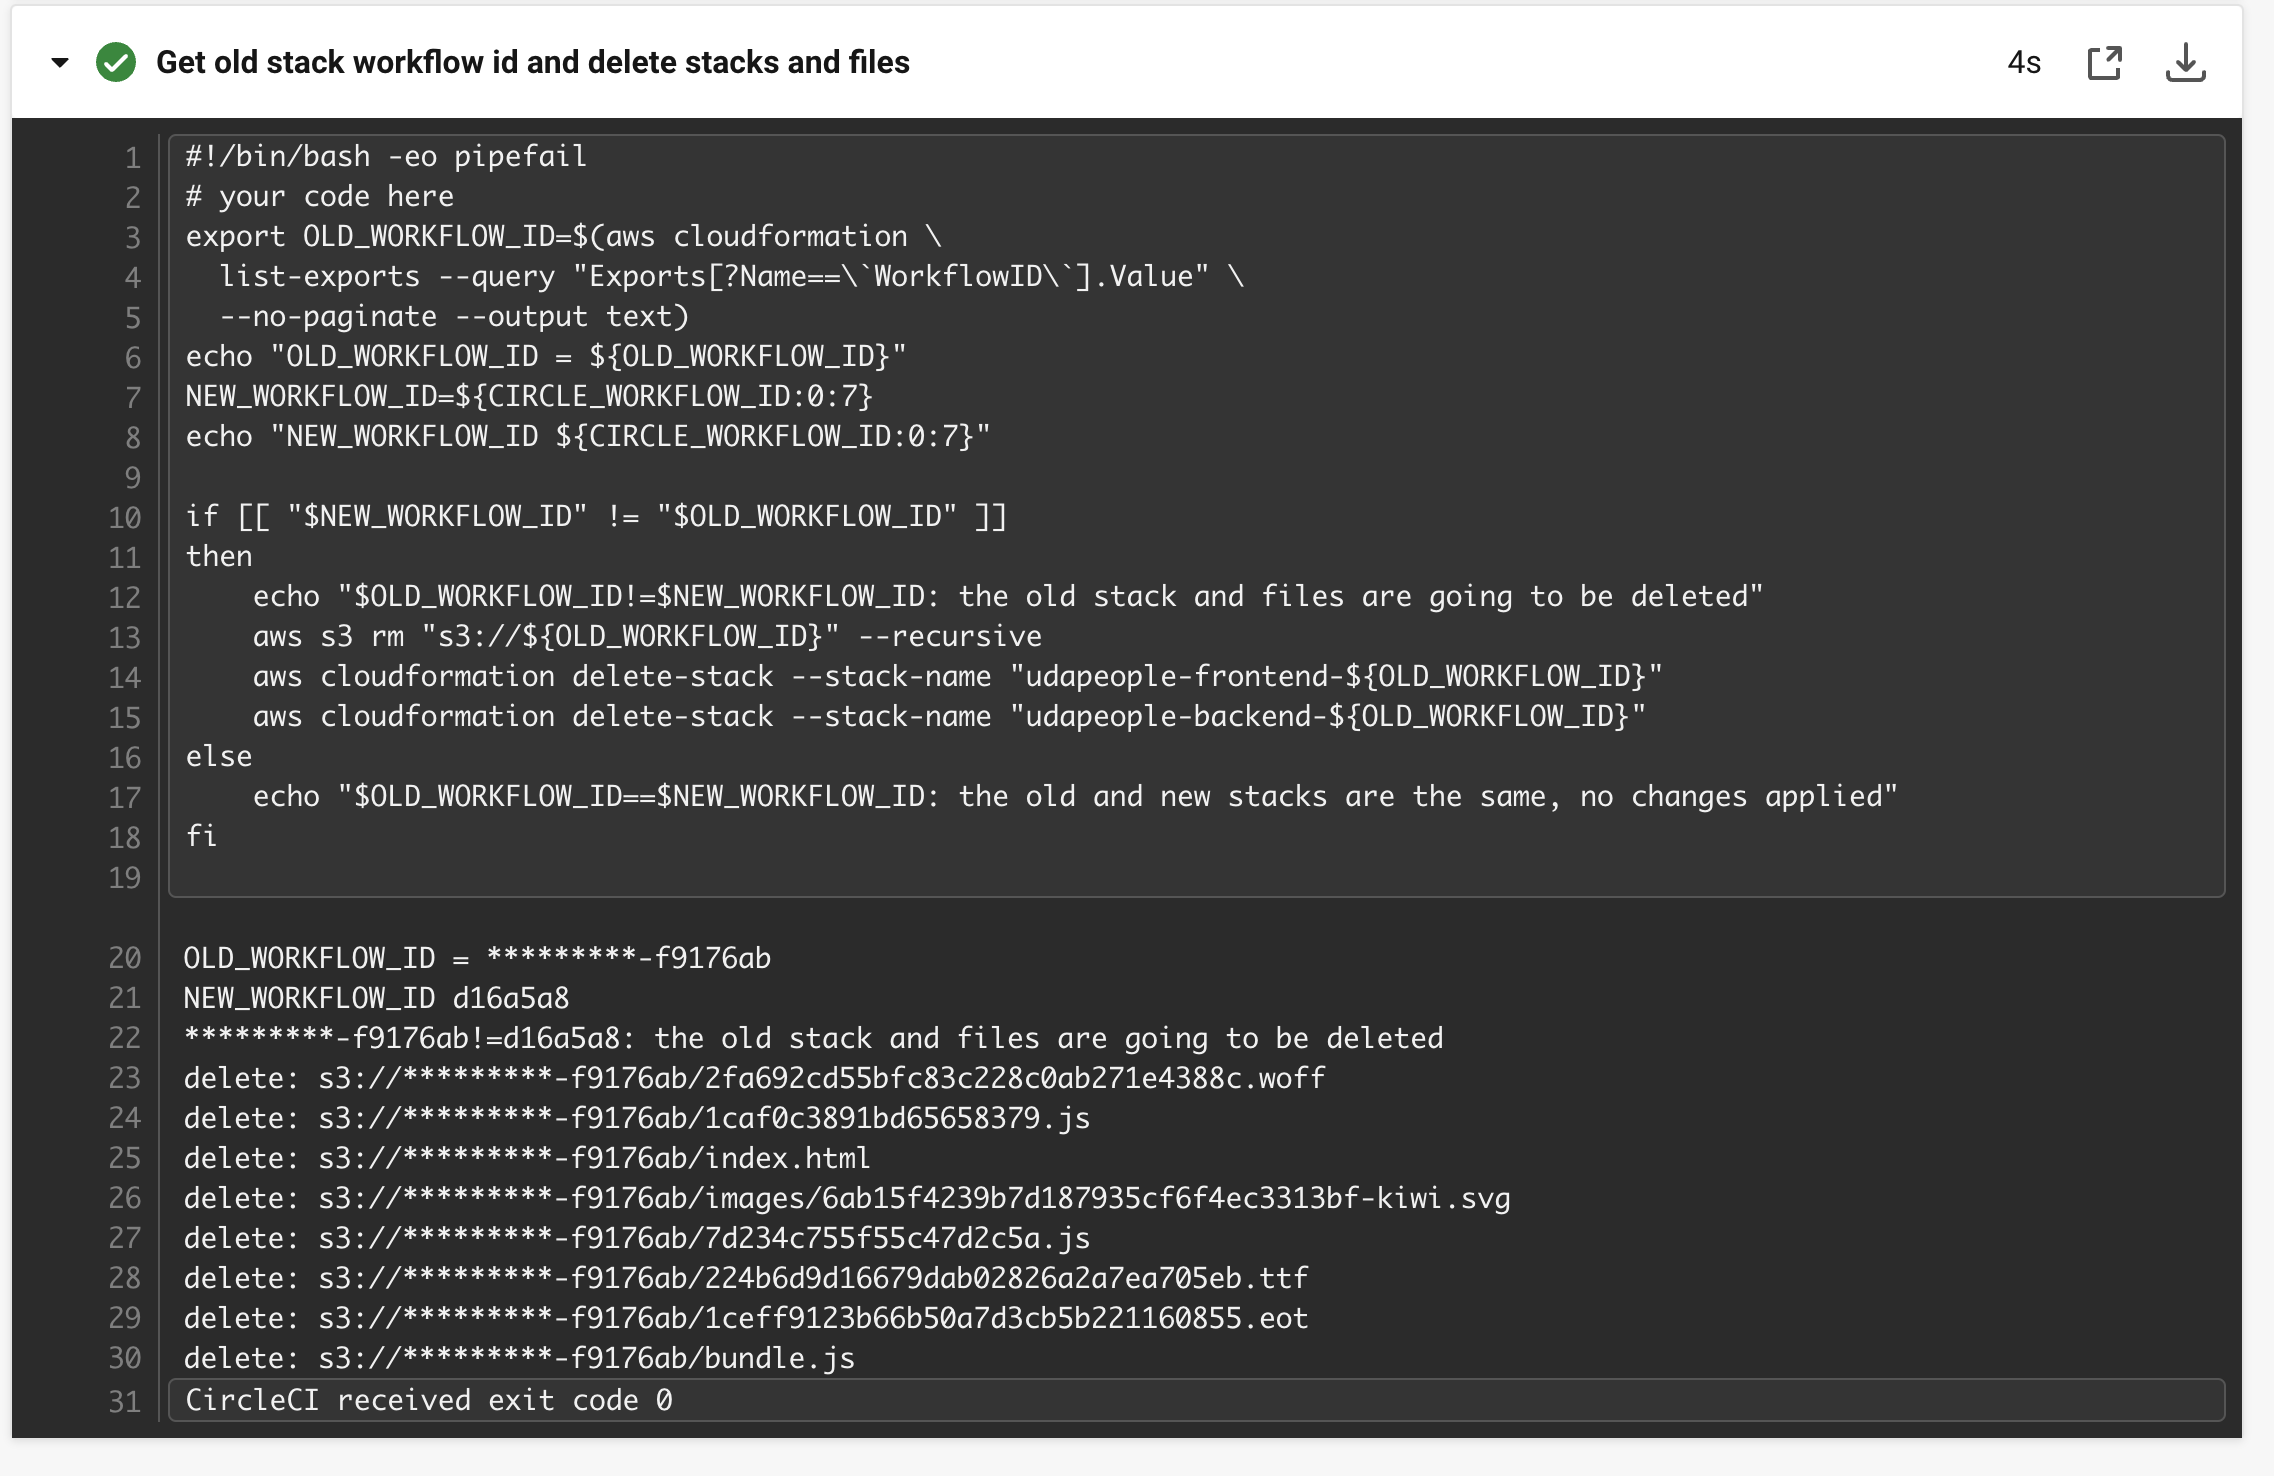 Get old stack workflow id and delete stacks and files 4s
1 #!/bin/bash -eo pipefail
2 # your code here
3 export OLD_WORKFLOW_ID=$(aws cloudformation \
4   list-exports --query "Exports[?Name==\`WorkflowID\`].Value" \
5   --no-paginate --output text)
6 echo "OLD_WORKFLOW_ID = ${OLD_WORKFLOW_ID}"
7 NEW_WORKFLOW_ID=${CIRCLE_WORKFLOW_ID:0:7}
8 echo "NEW_WORKFLOW_ID ${CIRCLE_WORKFLOW_ID:0:7}"
9
10 if [[ "$NEW_WORKFLOW_ID" != "$OLD_WORKFLOW_ID" ]]
11 then
12     echo "$OLD_WORKFLOW_ID!=$NEW_WORKFLOW_ID: the old stack and files are going to be deleted"
13     aws s3 rm "s3://${OLD_WORKFLOW_ID}" --recursive
14     aws cloudformation delete-stack --stack-name "udapeople-frontend-${OLD_WORKFLOW_ID}"
15     aws cloudformation delete-stack --stack-name "udapeople-backend-${OLD_WORKFLOW_ID}"
16 else
17     echo "$OLD_WORKFLOW_ID==$NEW_WORKFLOW_ID: the old and new stacks are the same, no changes applied"
18 fi
19
20 OLD_WORKFLOW_ID = *********-f9176ab
21 NEW_WORKFLOW_ID d16a5a8
22 *********-f9176ab!=d16a5a8: the old stack and files are going to be deleted
23 delete: s3://*********-f9176ab/2fa692cd55bfc83c228c0ab271e4388c.woff
24 delete: s3://*********-f9176ab/1caf0c3891bd65658379.js
25 delete: s3://*********-f9176ab/index.html
26 delete: s3://*********-f9176ab/images/6ab15f4239b7d187935cf6f4ec3313bf-kiwi.svg
27 delete: s3://*********-f9176ab/7d234c755f55c47d2c5a.js
28 delete: s3://*********-f9176ab/224b6d9d16679dab02826a2a7ea705eb.ttf
29 delete: s3://*********-f9176ab/1ceff9123b66b50a7d3cb5b221160855.eot
30 delete: s3://*********-f9176ab/bundle.js
31 CircleCI received exit code 0